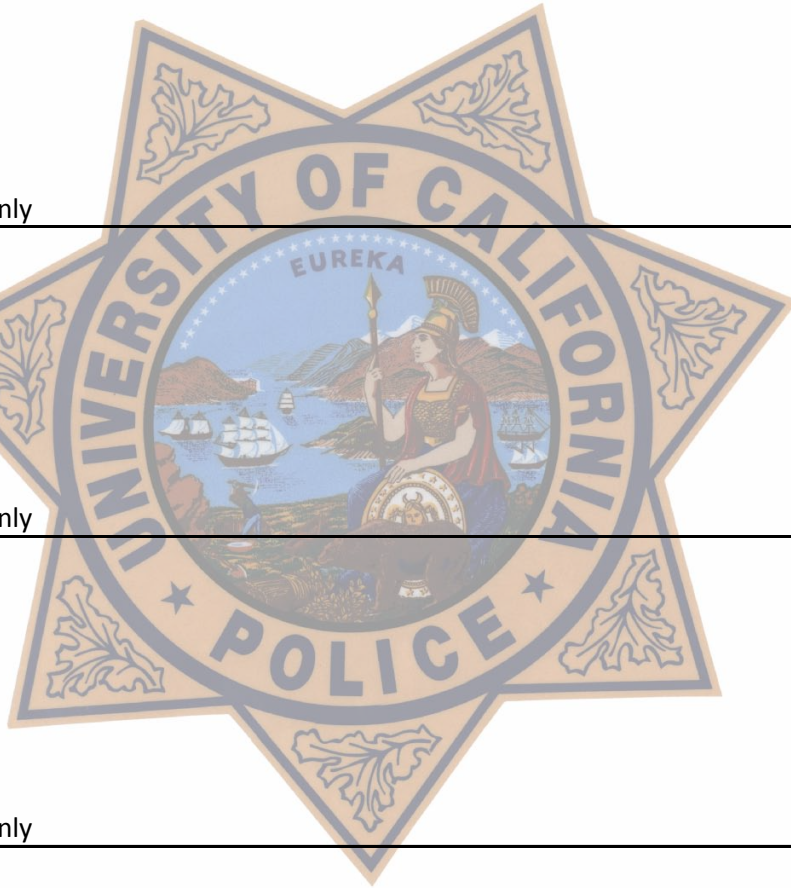 UNIVERSITY OF CALIFORNIA
EUREKA
nly
nly
POLICE
nly